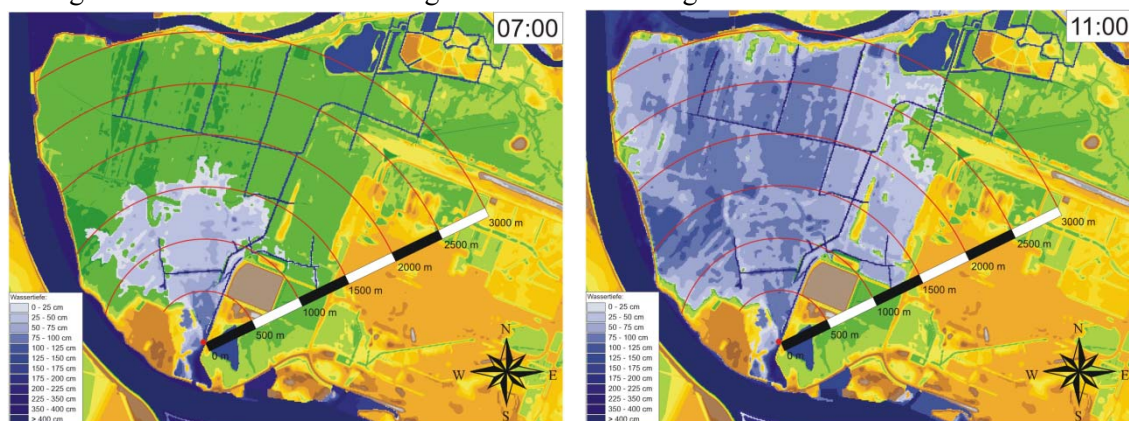 07:00
3000 m
2500 m
2000 m
1500 m
1000 m
500 m
0 m
Wassertiefe:
0 - 25 cm
25 - 50 cm
50 - 75 cm
75 - 100 cm
100 - 125 cm
125 - 150 cm
150 - 175 cm
175 - 200 cm
200 - 225 cm
225 - 350 cm
350 - 400 cm
> 400 cm
N
W E
S
11:00
3000 m
2500 m
2000 m
1500 m
1000 m
500 m
0 m
Wassertiefe:
0 - 25 cm
25 - 50 cm
50 - 75 cm
75 - 100 cm
100 - 125 cm
125 - 150 cm
150 - 175 cm
175 - 200 cm
200 - 225 cm
225 - 350 cm
350 - 400 cm
> 400 cm
N
W E
S